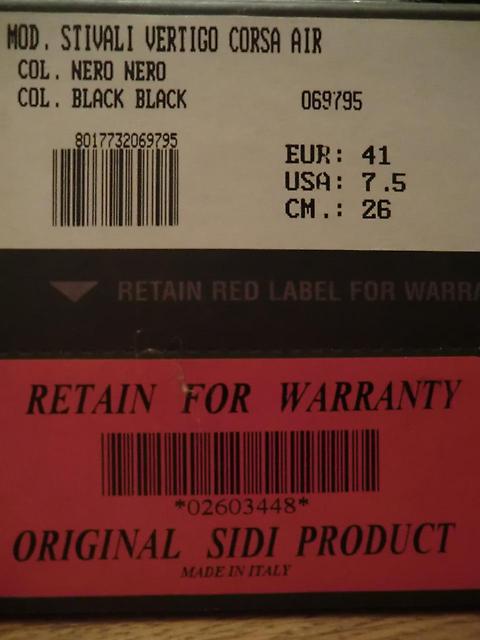 MOD. STIVALI VERTIGO CORSA AIR
COL. NERO NERO
COL. BLACK BLACK 069795
8017732069795
EUR: 41
USA: 7.5
CM.: 26
RETAIN RED LABEL FOR WARRA
RETAIN FOR WARRANTY
*02603448*
ORIGINAL SIDI PRODUCT
MADE IN ITALY